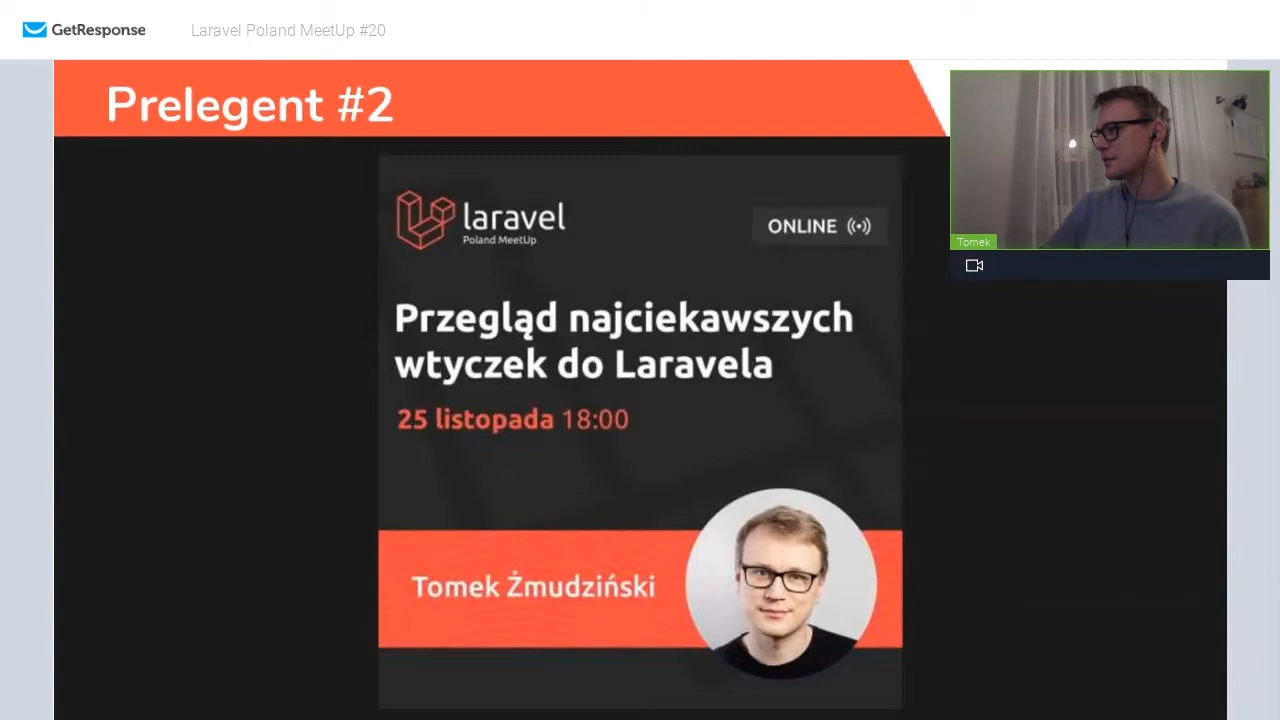 GetResponse
Laravel Poland MeetUp #20
Prelegent #2
Tomek
laravel
Poland MeetUp
ONLINE
Przegląd najciekawszych
wtyczek do Laravela
25 listopada 18:00
Tomek Żmudziński